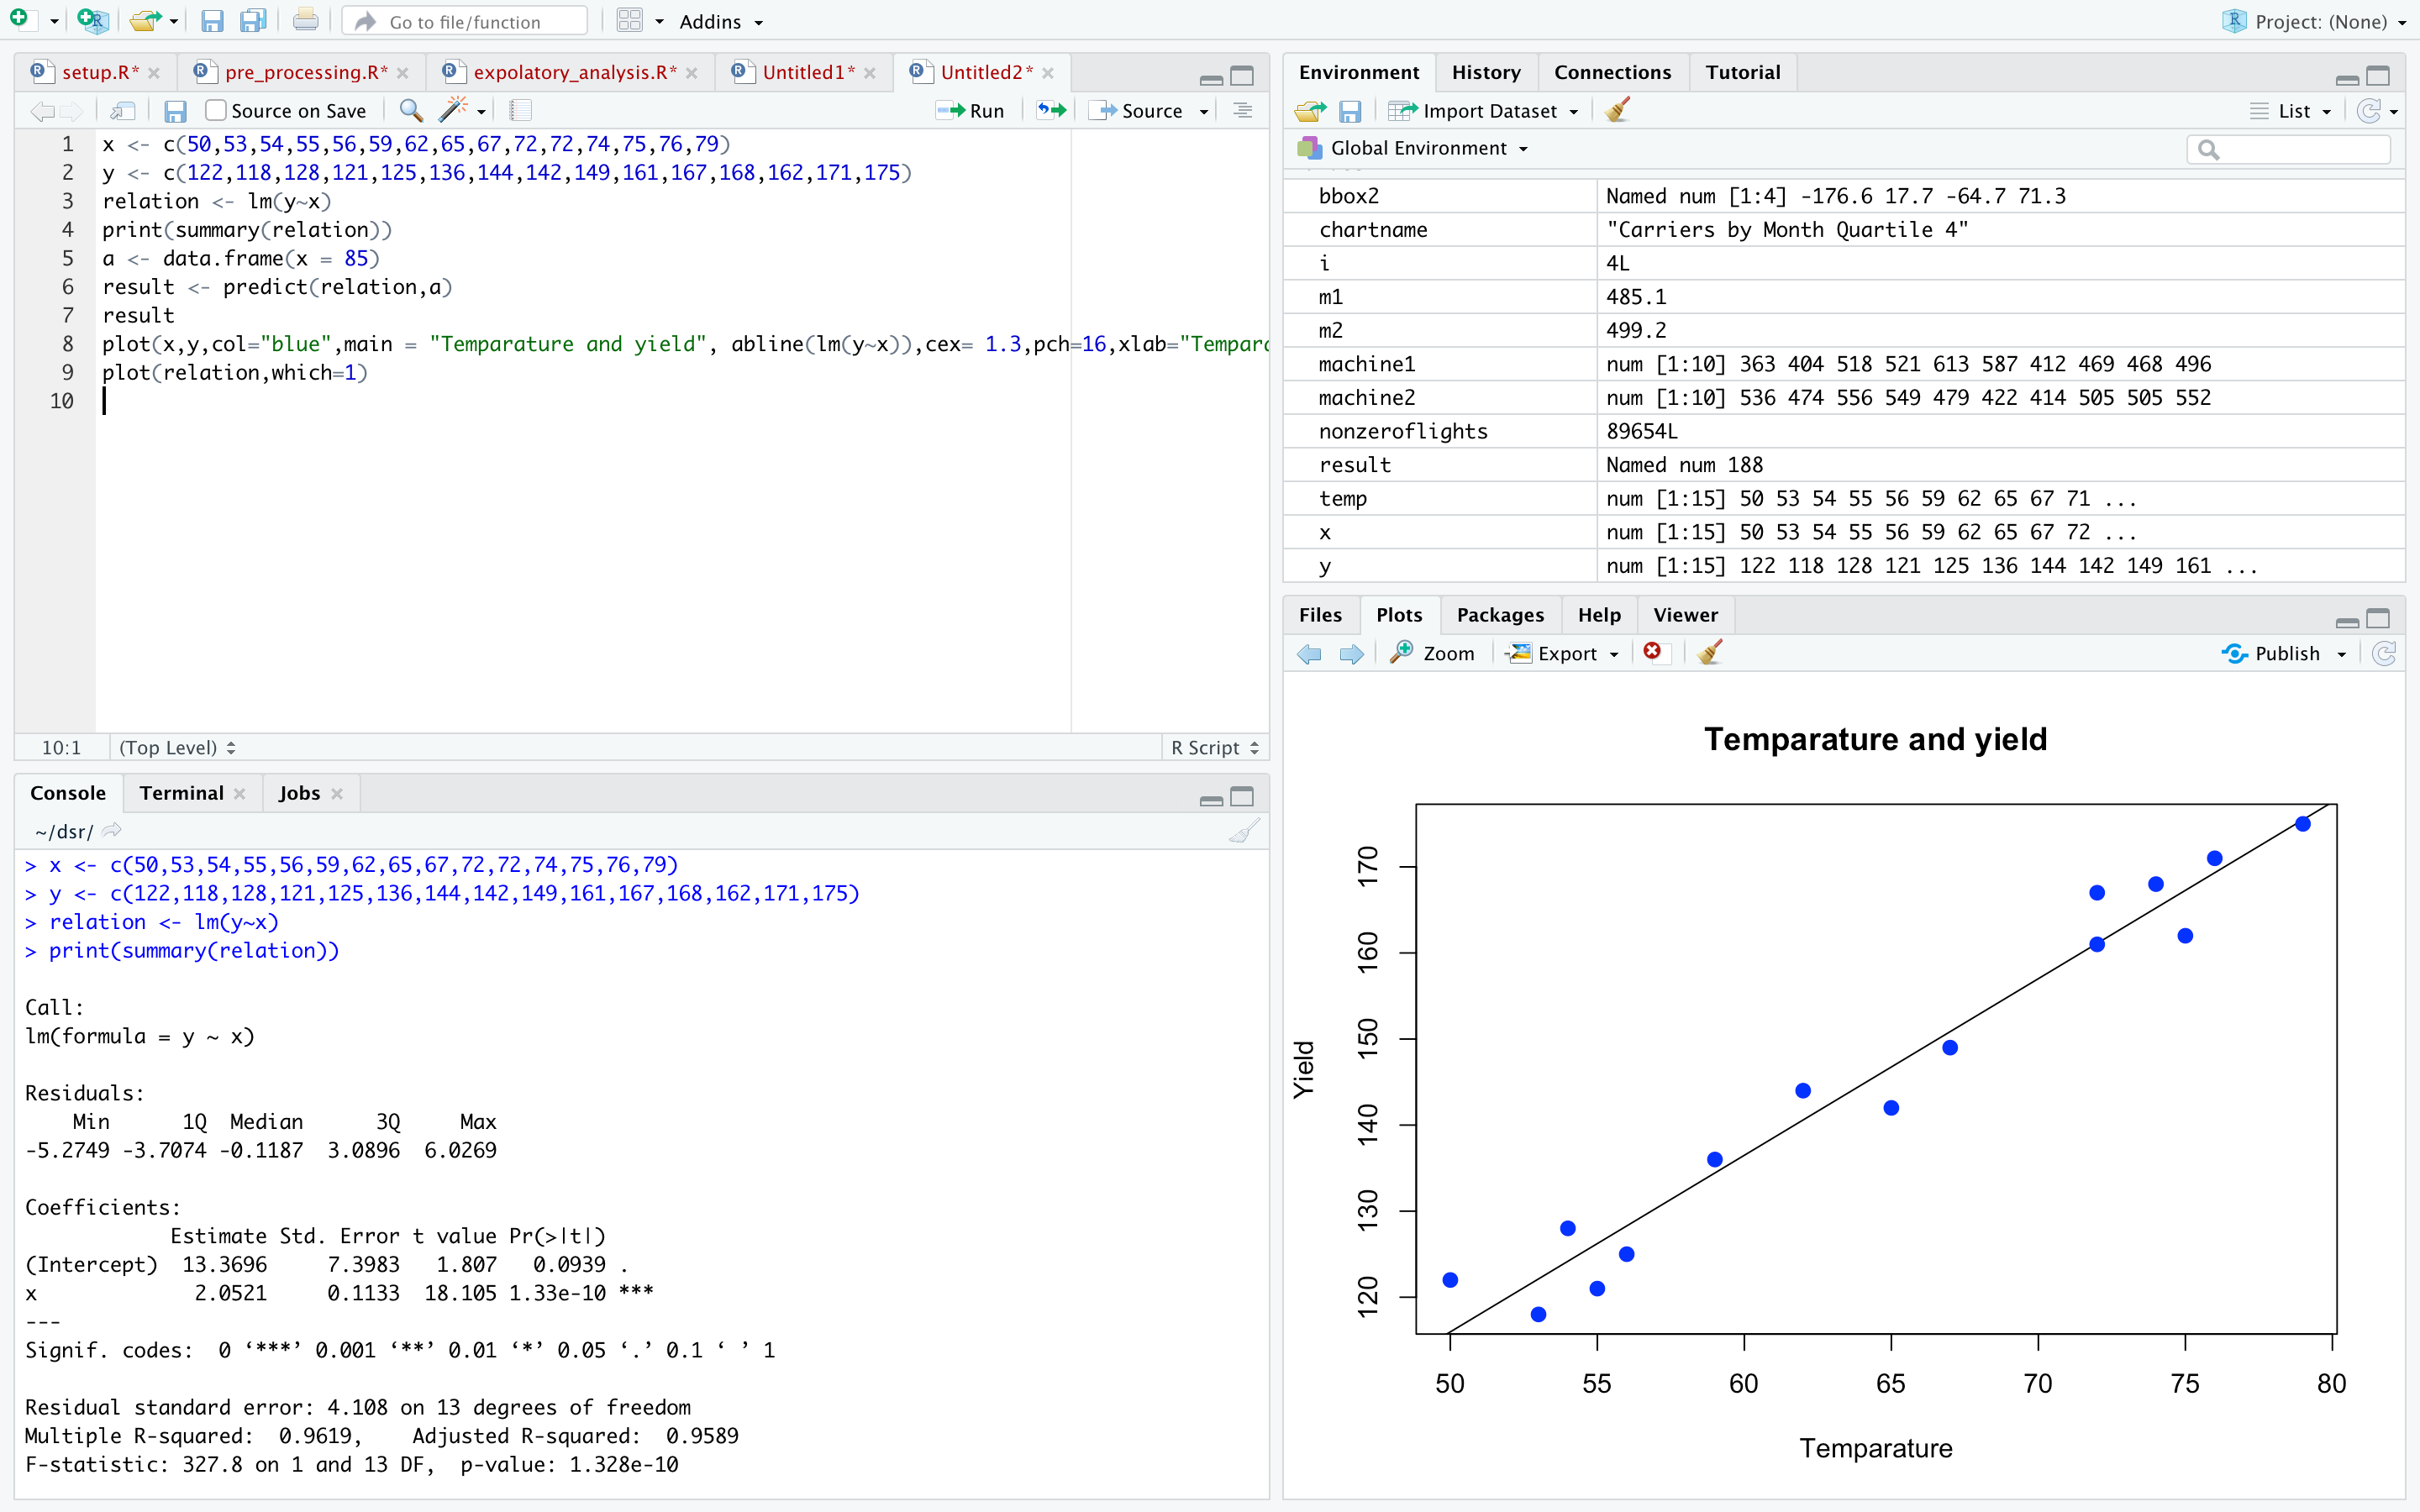 Go to file/function
Addins
Project: (None)
setup.R*
pre_processing.R*
expolatory_analysis.R*
Untitled1*
Untitled2*
Source on Save
Run
Source
1 x <- c(50,53,54,55,56,59,62,65,67,72,72,74,75,76,79)
2 y <- c(122,118,128,121,125,136,144,142,149,161,167,168,162,171,175)
3 relation <- lm(y~x)
4 print(summary(relation))
5 a <- data.frame(x = 85)
6 result <- predict(relation,a)
7 result
8 plot(x,y,col="blue",main = "Temparature and yield", abline(lm(y~x)),cex= 1.3,pch=16,xlab="Tempara
9 plot(relation,which=1)
10
10:1 (Top Level) R Script
Console Terminal Jobs
~/dsr/
> x <- c(50,53,54,55,56,59,62,65,67,72,72,74,75,76,79)
> y <- c(122,118,128,121,125,136,144,142,149,161,167,168,162,171,175)
> relation <- lm(y~x)
> print(summary(relation))
Call:
lm(formula = y ~ x)
Residuals:
Min 1Q Median 3Q Max
-5.2749 -3.7074 -0.1187 3.0896 6.0269
Coefficients:
Estimate Std. Error t value Pr(>|t|)
(Intercept) 13.3696 7.3983 1.807 0.0939 .
x 2.0521 0.1133 18.105 1.33e-10 ***
---
Signif. codes: 0 ‘***’ 0.001 ‘**’ 0.01 ‘*’ 0.05 ‘.’ 0.1 ‘ ’ 1
Residual standard error: 4.108 on 13 degrees of freedom
Multiple R-squared: 0.9619, Adjusted R-squared: 0.9589
F-statistic: 327.8 on 1 and 13 DF, p-value: 1.328e-10
Environment History Connections Tutorial
Import Dataset
List
Global Environment
bbox2 Named num [1:4] -176.6 17.7 -64.7 71.3
chartname "Carriers by Month Quartile 4"
i 4L
m1 485.1
m2 499.2
machine1 num [1:10] 363 404 518 521 613 587 412 469 468 496
machine2 num [1:10] 536 474 556 549 479 422 414 505 505 552
nonzeroflights 89654L
result Named num 188
temp num [1:15] 50 53 54 55 56 59 62 65 67 71 ...
x num [1:15] 50 53 54 55 56 59 62 65 67 72 ...
y num [1:15] 122 118 128 121 125 136 144 142 149 161 ...
Files Plots Packages Help Viewer
Zoom Export Publish
Temparature and yield
Yield
170
160
150
140
130
120
50 55 60 65 70 75 80
Temparature